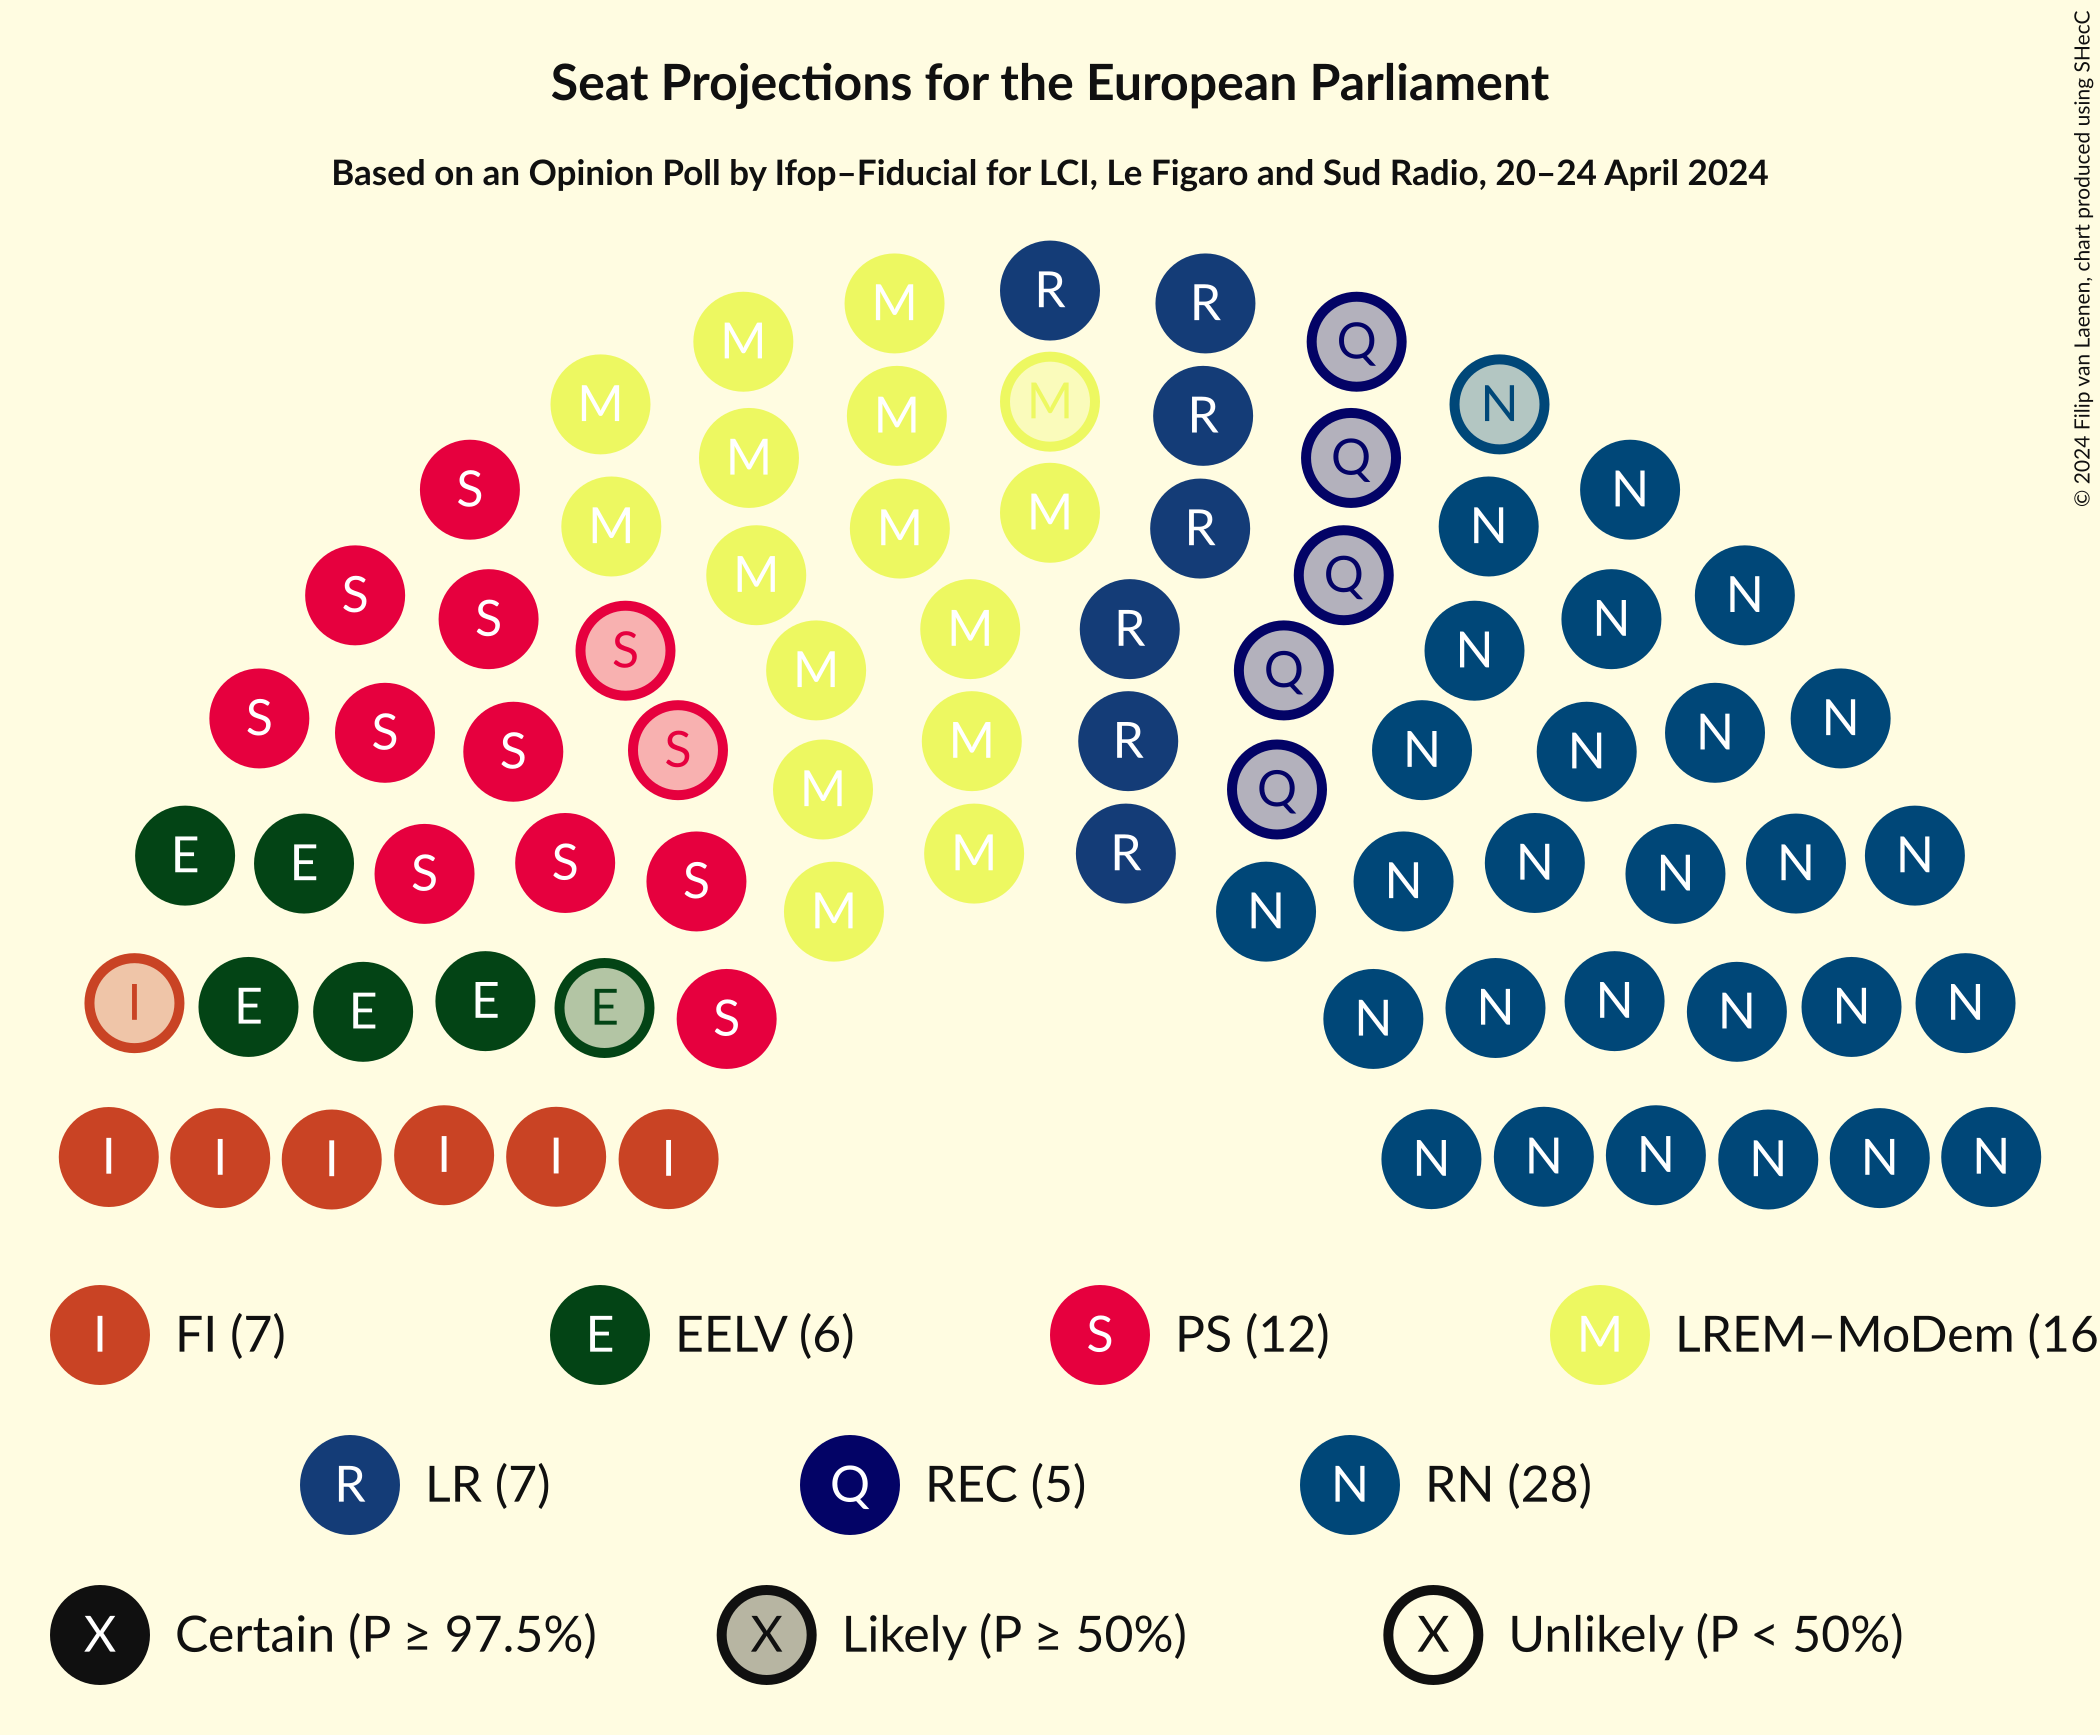 Seat Projections for the European Parliament
Based on an Opinion Poll by Ifop–Fiducial for LCI, Le Figaro and Sud Radio, 20–24 April 2024
© 2024 Filip van Laenen, chart produced using SHecC
R
M M
R
M
Q
M
N
M
M
R
M
Q
S
N
M
M
R
M
N
S
M
Q
N
S
N
M
R
S
N
M
Q
N
S
S
M
R
S
N
N
S
N
M
Q
E
E
S
S
S
M
R
M
N
N
N
N
N
N
I
E
E
E
E
S
N
N
N
N
N
N
I
I
I
I
I
I
N
N
N
N
N
N
I FI (7)
E EELV (6)
S PS (12)
M LREM–MoDem (16
R LR (7)
Q REC (5)
N RN (28)
X Certain (P ≥ 97.5%)
X Likely (P ≥ 50%)
X Unlikely (P < 50%)